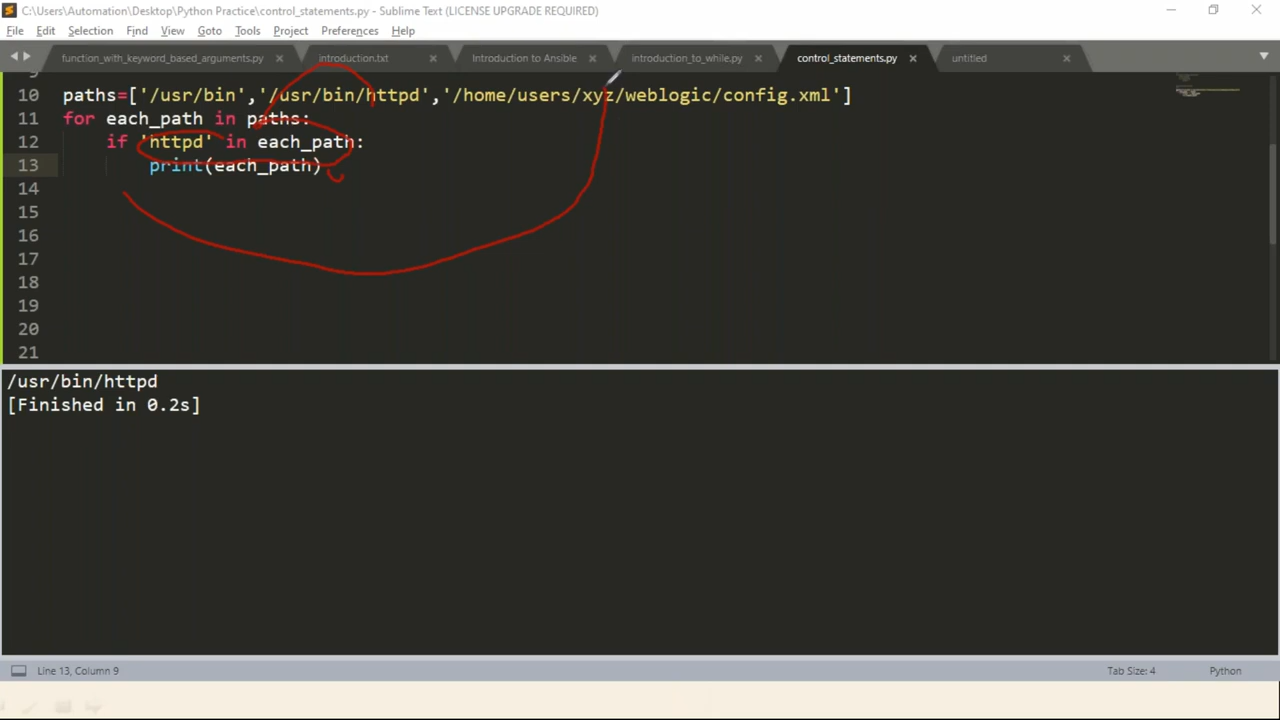 C:\Users\Automation\Desktop\Python Practice\control_statements.py - Sublime Text (LICENSE UPGRADE REQUIRED)
File Edit Selection Find View Goto Tools Project Preferences Help
function_with_keyword_based_arguments.py introduction.txt Introduction to Ansible introduction_to_while.py control_statements.py untitled
9
10 paths=['/usr/bin','/usr/bin/httpd','/home/users/xyz/weblogic/config.xml']
11 for each_path in paths:
12 if 'httpd' in each_path:
13 print(each_path)
14
15
16
17
18
19
20
21
/usr/bin/httpd
[Finished in 0.2s]
Line 13, Column 9 Tab Size: 4 Python